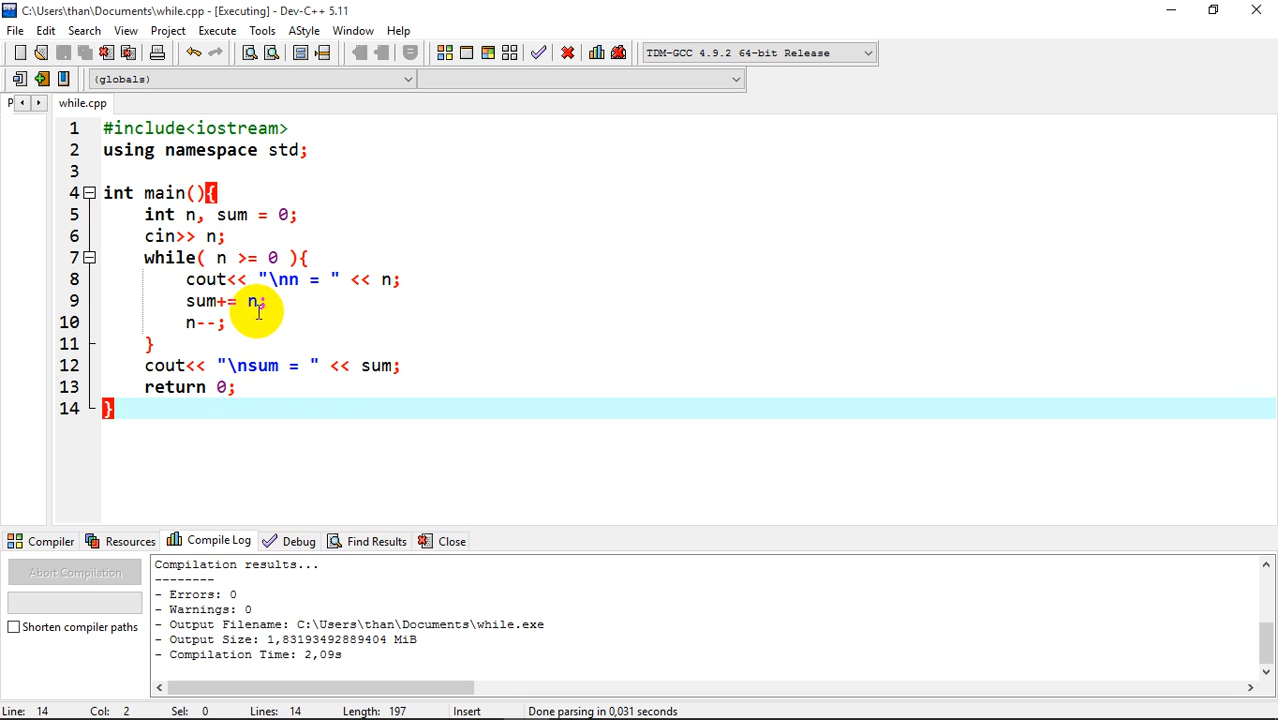 C:\Users\than\Documents\while.cpp - [Executing] - Dev-C++ 5.11
File Edit Search View Project Execute Tools AStyle Window Help
TDM-GCC 4.9.2 64-bit Release
(globals)
P while.cpp
1 #include<iostream>
2 using namespace std;
3
4 int main(){
5 int n, sum = 0;
6 cin>> n;
7 while( n >= 0 ){
8 cout<< "\nn = " << n;
9 sum+= n;
10 n--;
11 }
12 cout<< "\nsum = " << sum;
13 return 0;
14 }
Compiler Resources Compile Log Debug Find Results Close
Abort Compilation
Shorten compiler paths
Compilation results...
--------
- Errors: 0
- Warnings: 0
- Output Filename: C:\Users\than\Documents\while.exe
- Output Size: 1,83193492889404 MiB
- Compilation Time: 2,09s
Line: 14 Col: 2 Sel: 0 Lines: 14 Length: 197 Insert Done parsing in 0,031 seconds